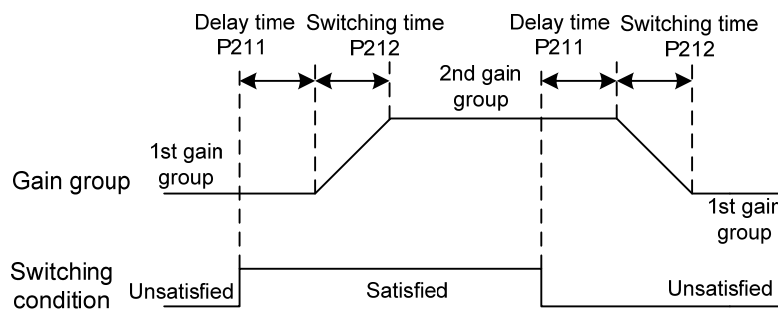 Delay time Switching time Delay time Switching time
P211 P212 P211 P212
2nd gain
group
1st gain
group
Gain group
1st gain
group
Switching
condition
Unsatisfied Satisfied Unsatisfied